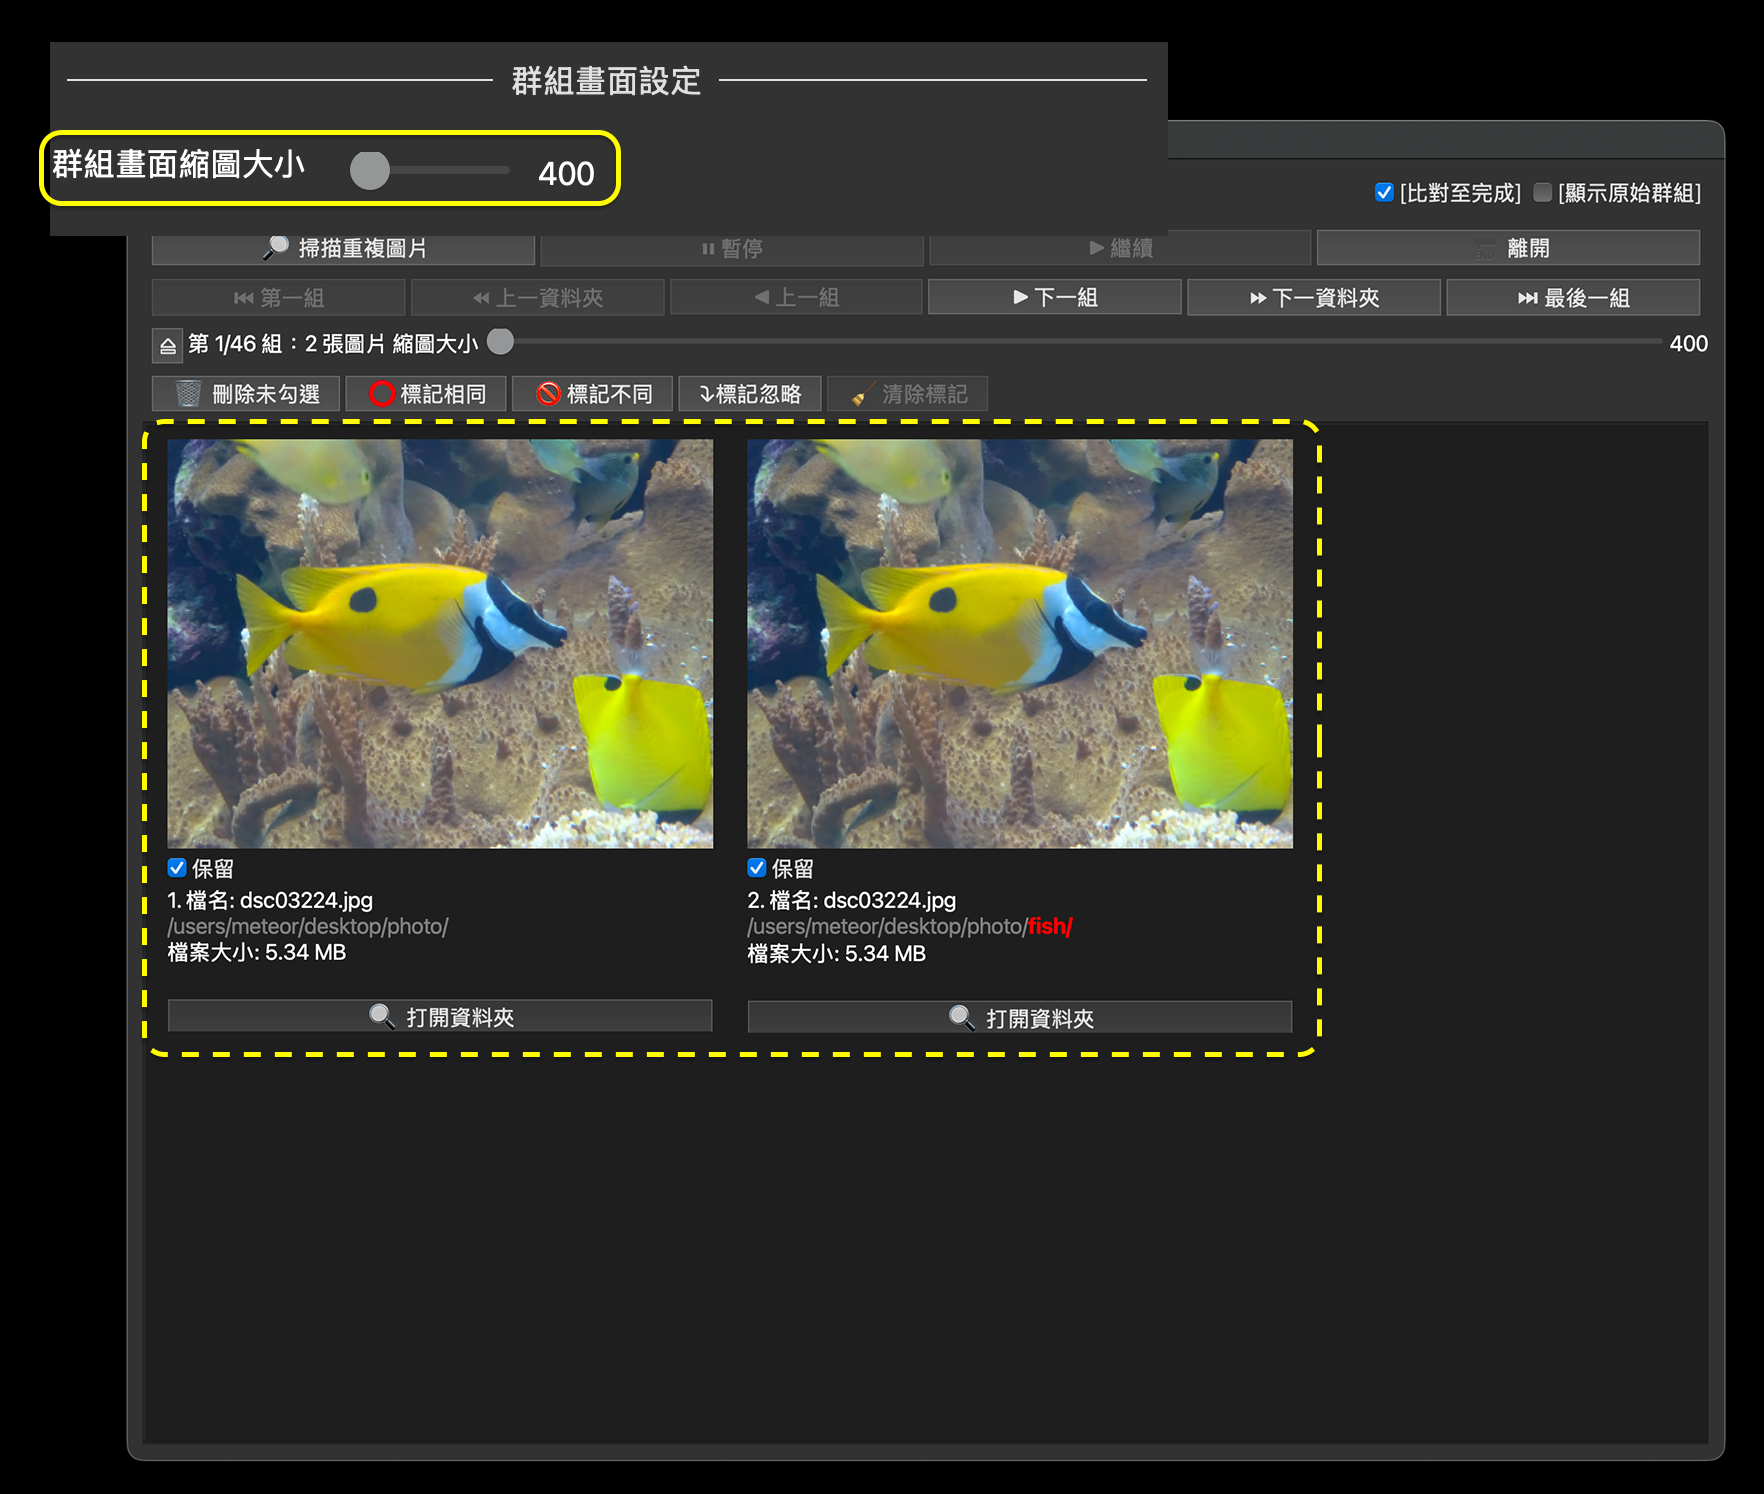 群組畫面設定
群組畫面縮圖大小 400
[比對至完成] [顯示原始群組]
掃描重複圖片 暫停 繼續 離開
第一組 上一資料夾 上一組 下一組 下一資料夾 最後一組
第 1/46 組：2 張圖片 縮圖大小 400
刪除未勾選 標記相同 標記不同 標記忽略 清除標記
保留 保留
1. 檔名: dsc03224.jpg 2. 檔名: dsc03224.jpg
/users/meteor/desktop/photo/ /users/meteor/desktop/photo/fish/
檔案大小: 5.34 MB 檔案大小: 5.34 MB
打開資料夾 打開資料夾